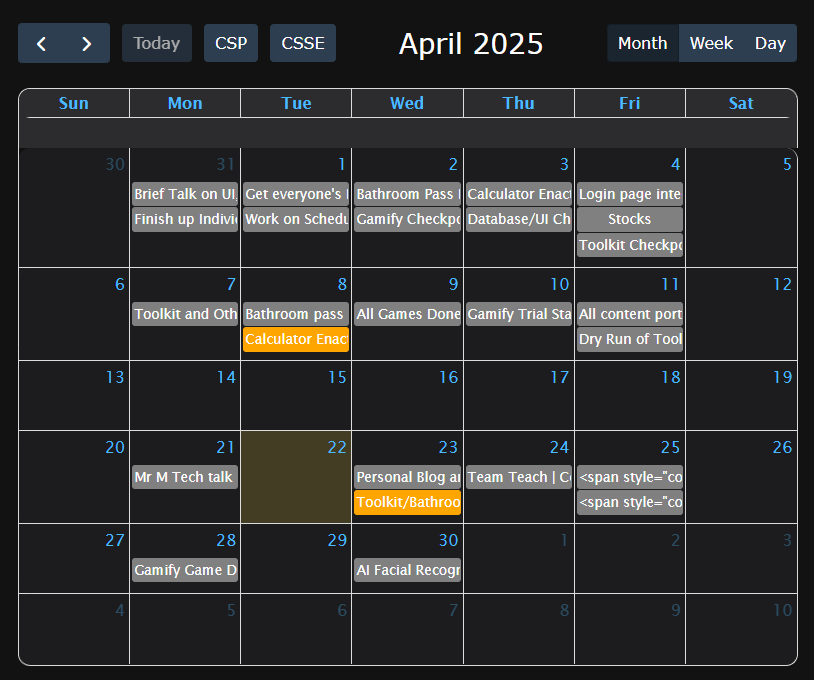 Today CSP CSSE April 2025 Month Week Day
Sun Mon Tue Wed Thu Fri Sat
30 31 1 2 3 4 5
Brief Talk on UI, Get everyone's Bathroom Pass Calculator Enact Login page inte
Finish up Indivi Work on Schedu Gamify Checkpo Database/UI Ch Stocks
Toolkit Checkpo
6 7 8 9 10 11 12
Toolkit and Oth Bathroom pass All Games Done Gamify Trial Sta All content port
Calculator Enac Dry Run of Tool
13 14 15 16 17 18 19
20 21 22 23 24 25 26
Mr M Tech talk Personal Blog a Team Teach | C <span style="co
Toolkit/Bathroo <span style="co
27 28 29 30 1 2 3
Gamify Game D AI Facial Recogr
4 5 6 7 8 9 10